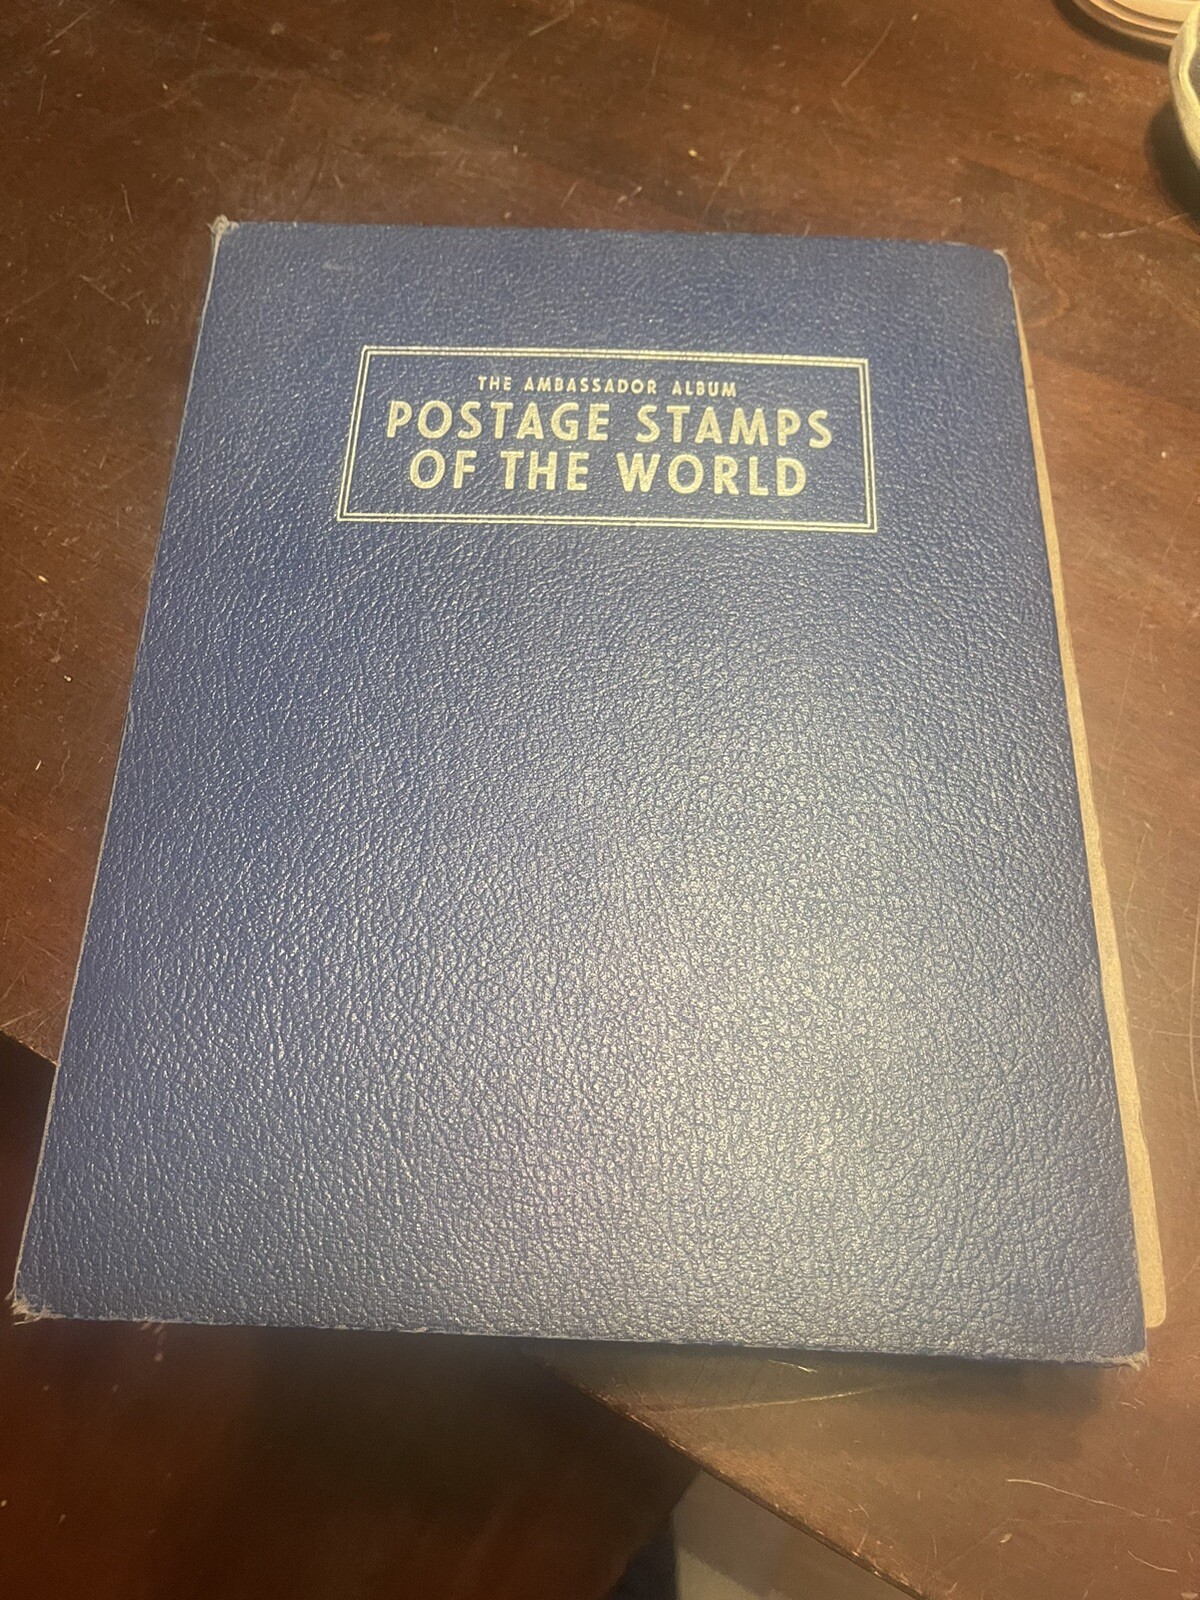 THE AMBASSADOR ALBUM
POSTAGE STAMPS
OF THE WORLD